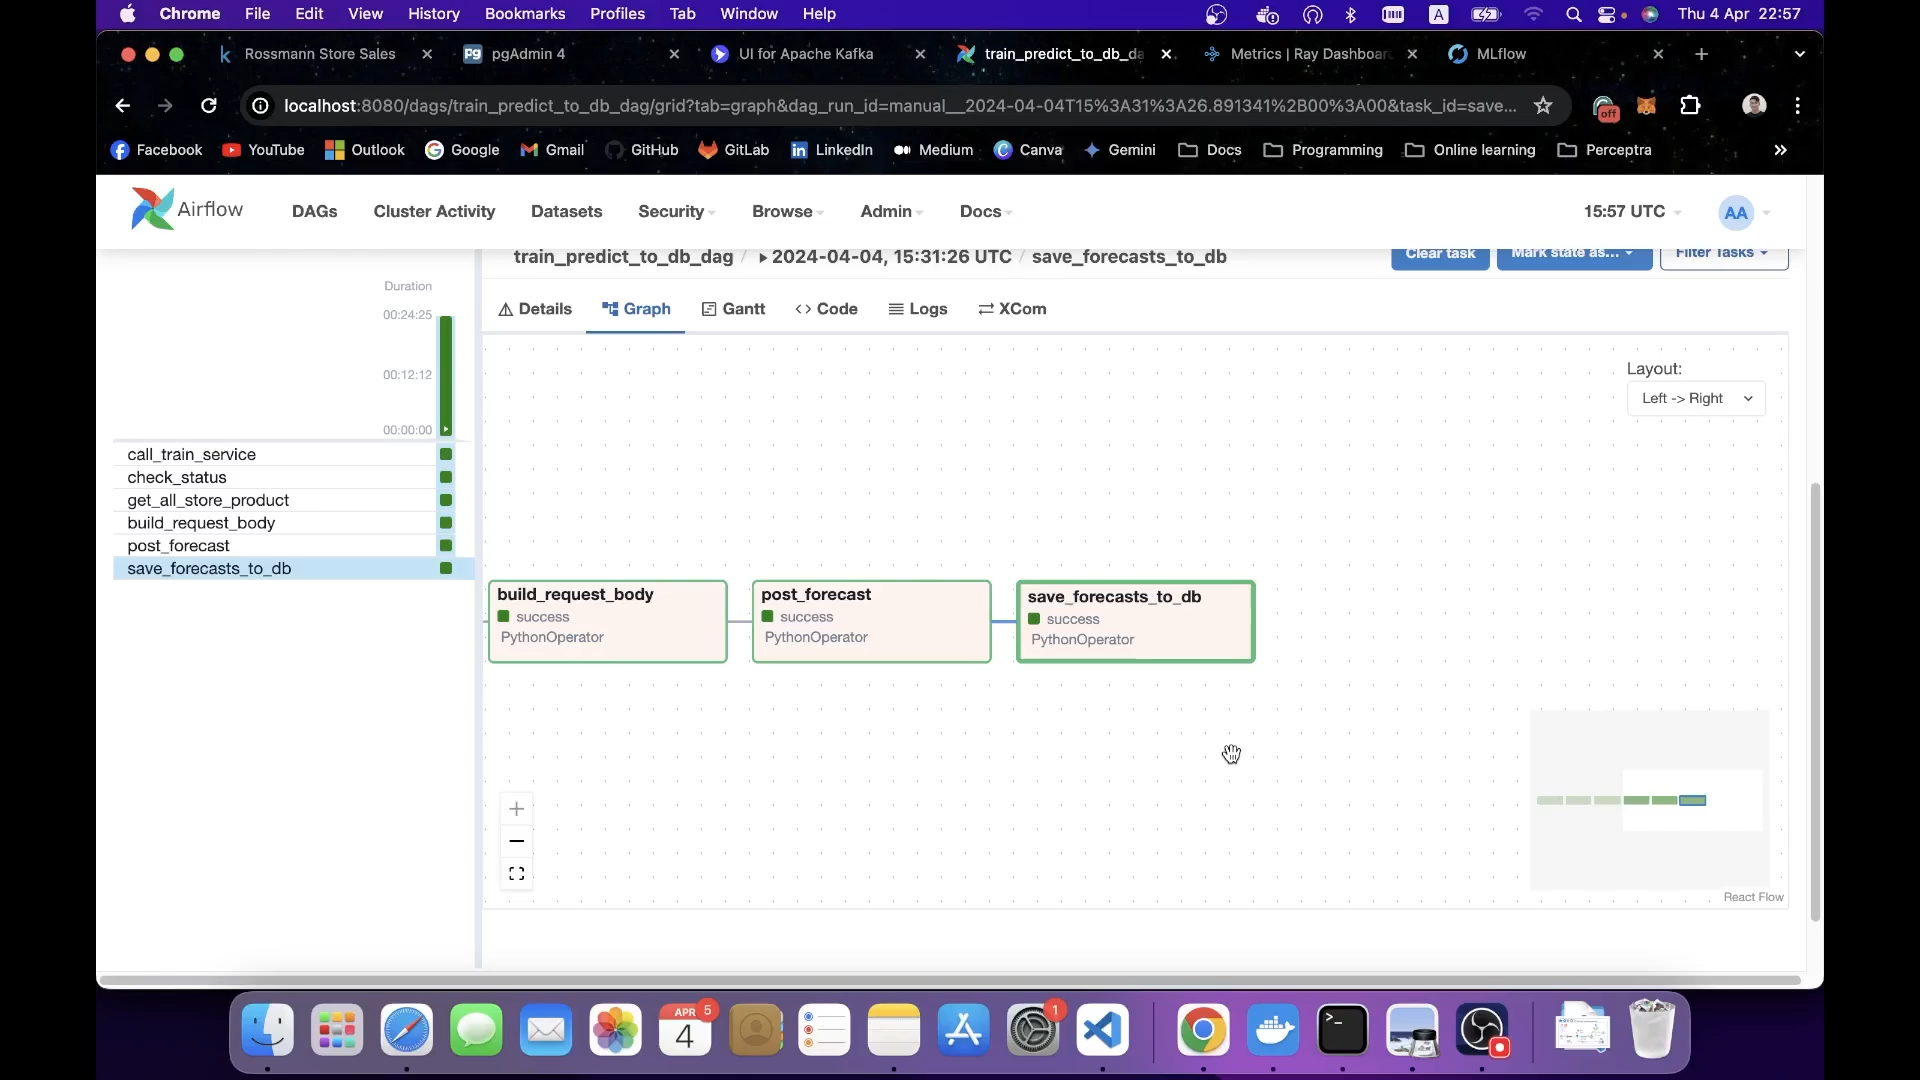 Chrome File Edit View History Bookmarks Profiles Tab Window Help A Thu 4 Apr 22:57
Rossmann Store Sales pgAdmin 4 UI for Apache Kafka train_predict_to_db_da Metrics | Ray Dashboar MLflow
localhost:8080/dags/train_predict_to_db_dag/grid?tab=graph&dag_run_id=manual__2024-04-04T15%3A31%3A26.891341%2B00%3A00&task_id=save... off
Facebook YouTube Outlook Google Gmail GitHub GitLab LinkedIn Medium Canva Gemini Docs Programming Online learning Perceptra
Airflow DAGs Cluster Activity Datasets Security Browse Admin Docs 15:57 UTC AA
train_predict_to_db_dag / 2024-04-04, 15:31:26 UTC / save_forecasts_to_db Clear task Mark state as... Filter Tasks
Duration
00:24:25
00:12:12
00:00:00
Details Graph Gantt Code Logs XCom
call_train_service
check_status
get_all_store_product
build_request_body
post_forecast
save_forecasts_to_db
Layout:
Left -> Right
build_request_body
success
PythonOperator
post_forecast
success
PythonOperator
save_forecasts_to_db
success
PythonOperator
React Flow
APR 5
4
1